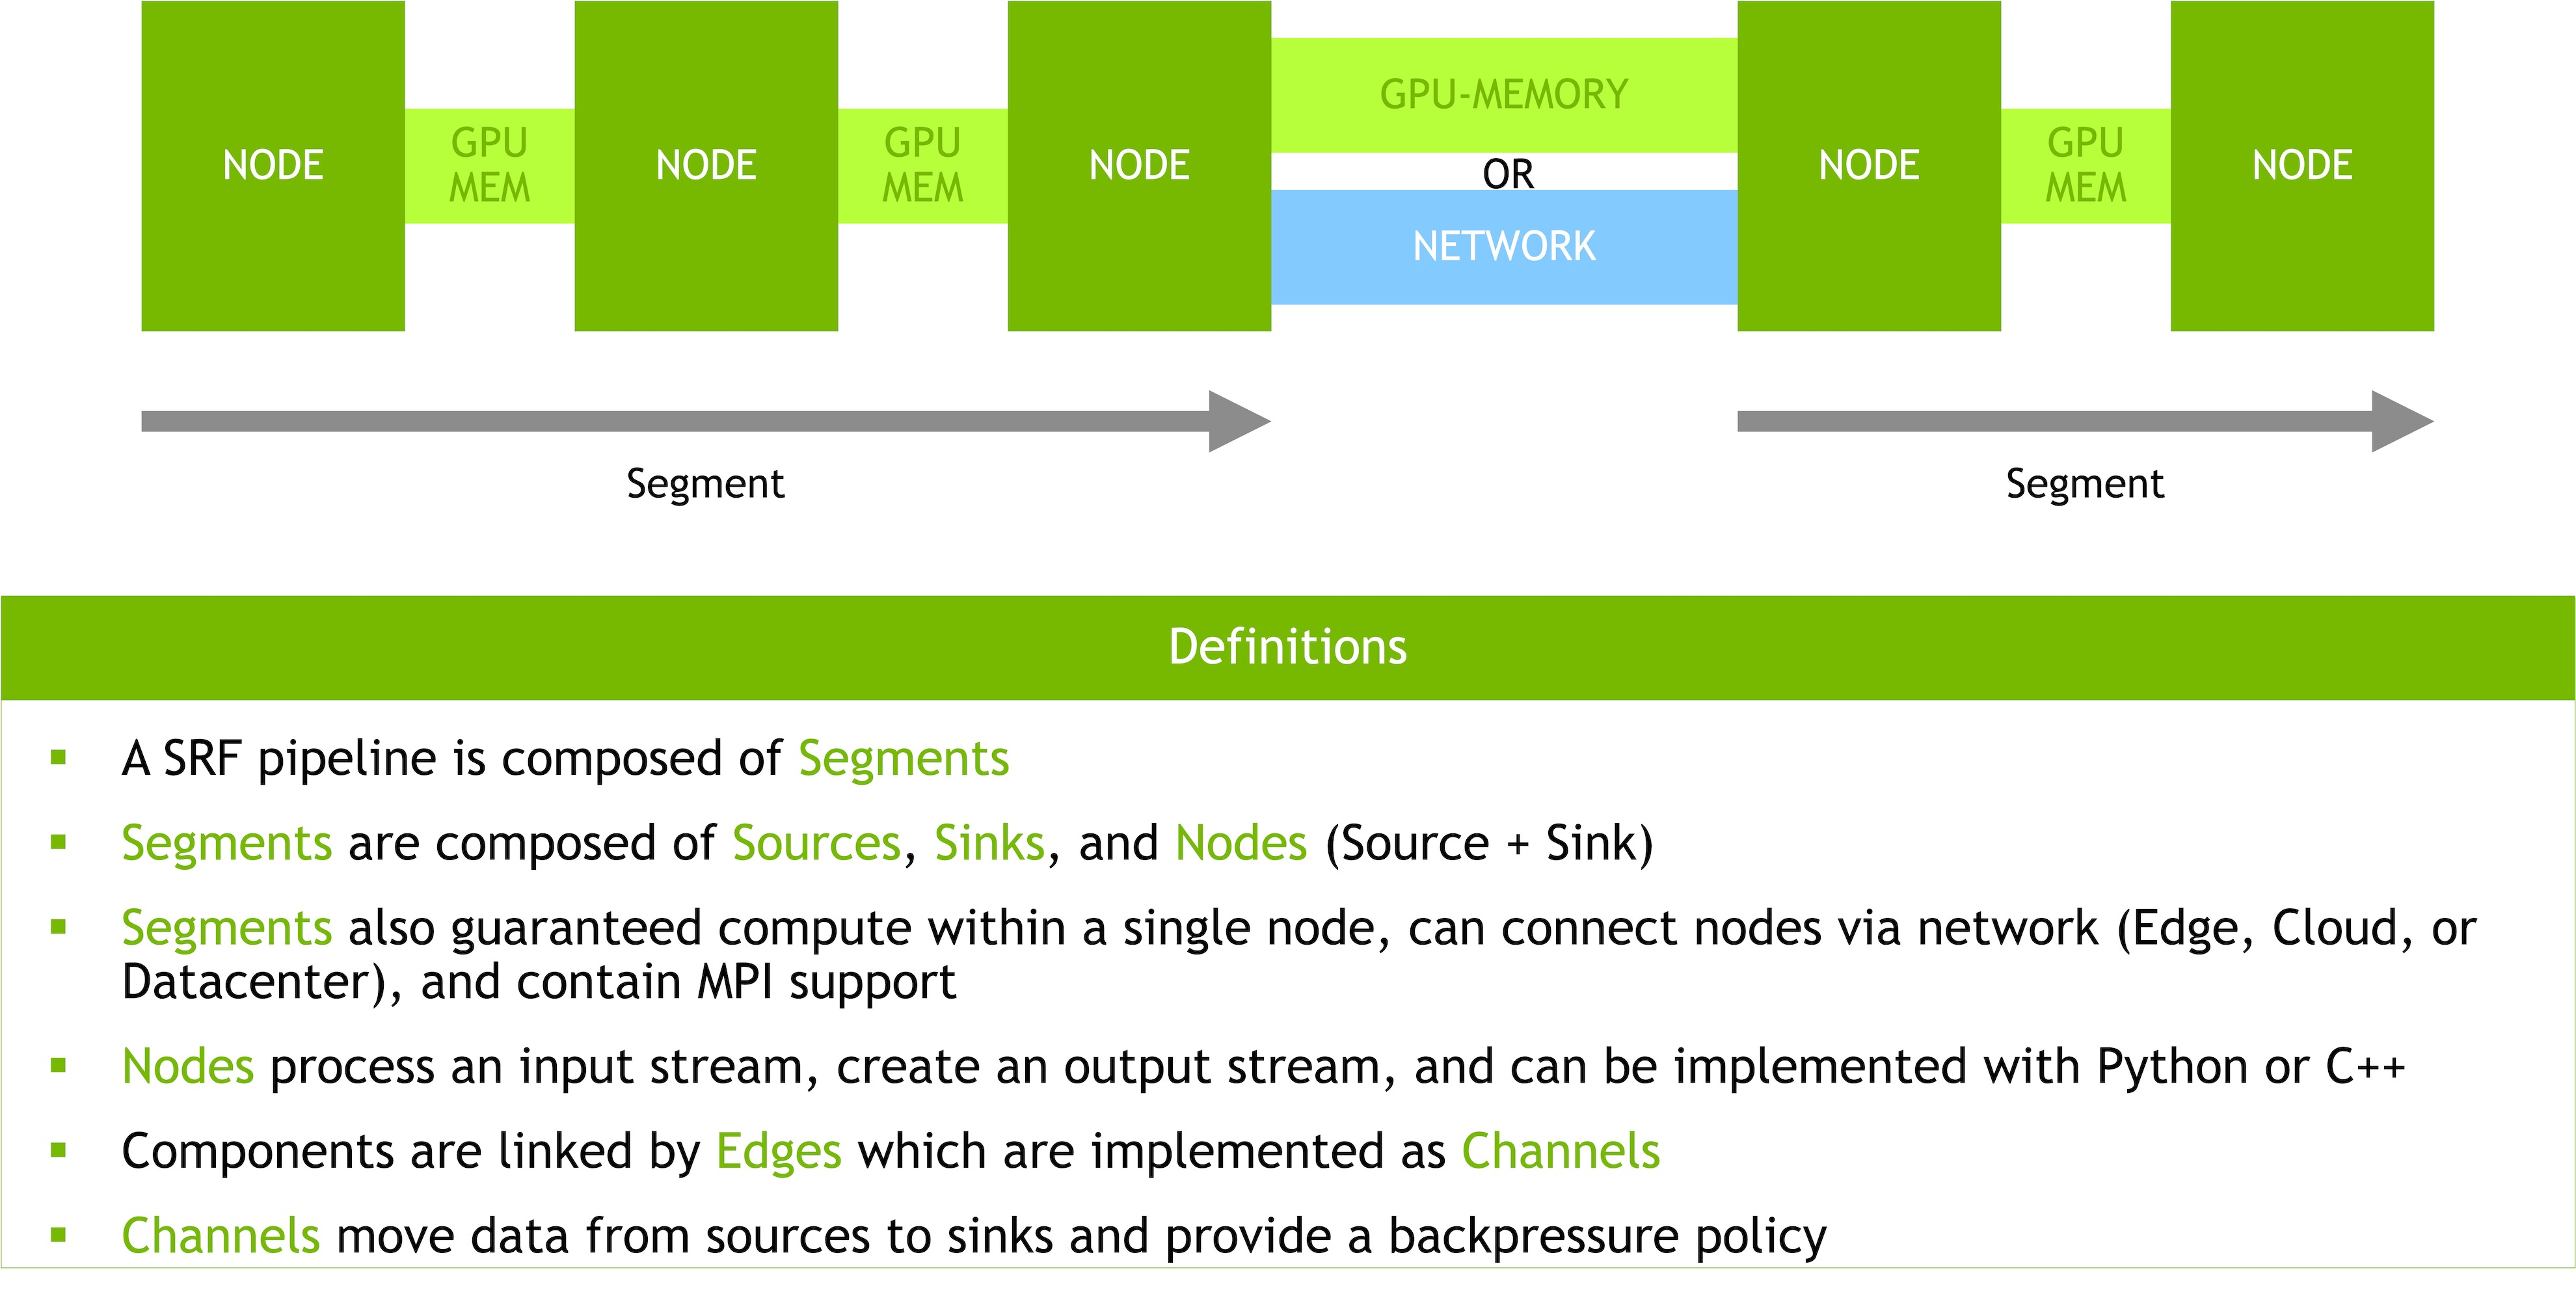 NODE
GPU
MEM
NODE
GPU
MEM
NODE
GPU-MEMORY
OR
NETWORK
NODE
GPU
MEM
NODE
Segment
Segment
Definitions
▪ A SRF pipeline is composed of Segments
▪ Segments are composed of Sources, Sinks, and Nodes (Source + Sink)
▪ Segments also guaranteed compute within a single node, can connect nodes via network (Edge, Cloud, or
Datacenter), and contain MPI support
▪ Nodes process an input stream, create an output stream, and can be implemented with Python or C++
▪ Components are linked by Edges which are implemented as Channels
▪ Channels move data from sources to sinks and provide a backpressure policy